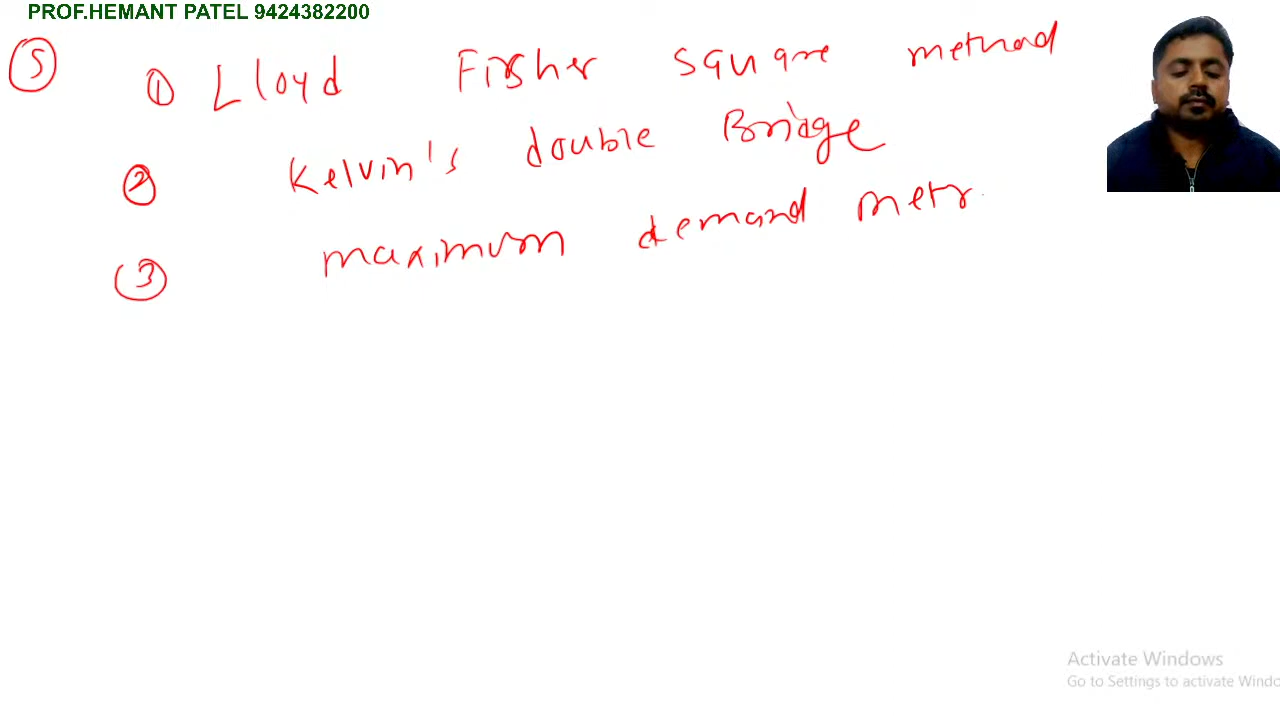 PROF.HEMANT PATEL 9424382200
5 1 Lloyd Fisher square method
2 Kelvin's double Bridge
3 maximum demand metr
Activate Windows
Go to Settings to activate Windo